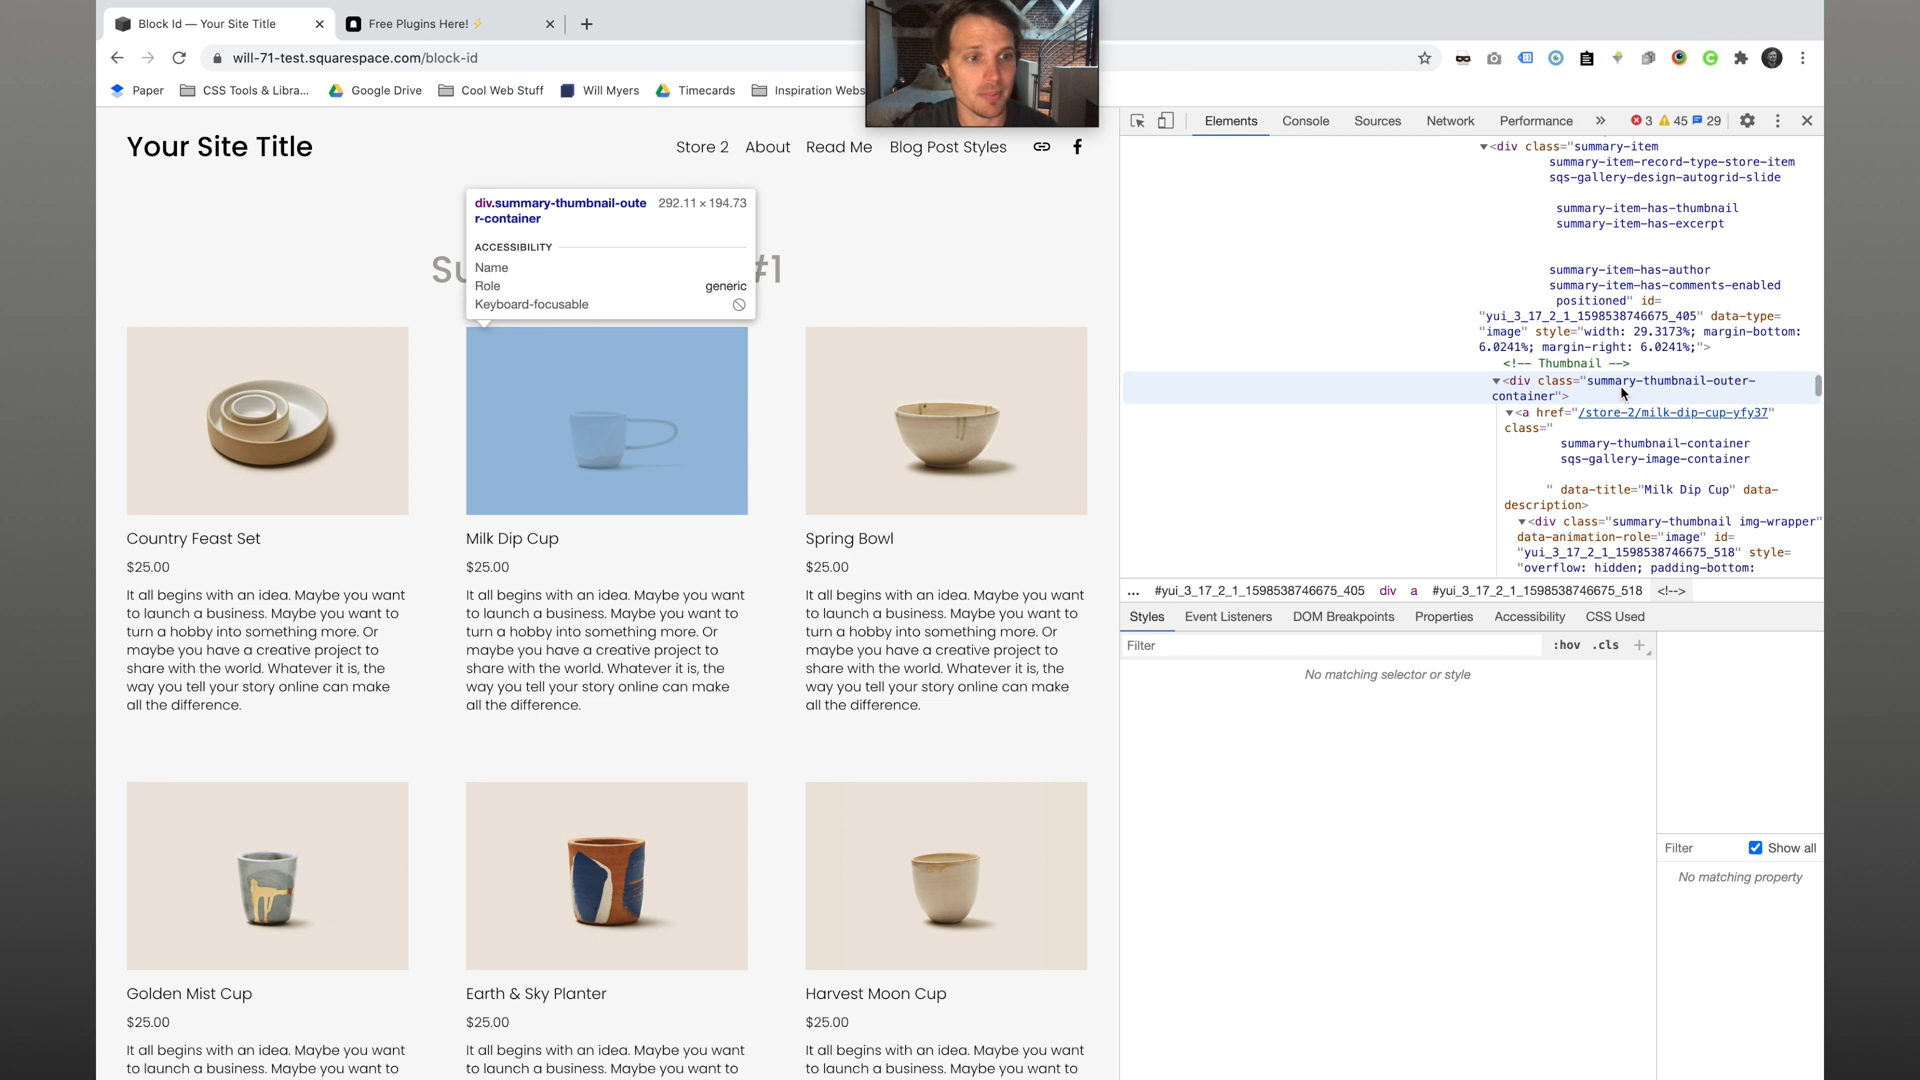 Block Id — Your Site Title
Free Plugins Here! ⚡
will-71-test.squarespace.com/block-id
Paper
CSS Tools & Libra...
Google Drive
Cool Web Stuff
Will Myers
Timecards
Inspiration Webs
Your Site Title
Store 2
About
Read Me
Blog Post Styles
div.summary-thumbnail-oute
r-container
292.11 × 194.73
ACCESSIBILITY
Name
Role
generic
Keyboard-focusable
#1
Country Feast Set
$25.00
It all begins with an idea. Maybe you want
to launch a business. Maybe you want to
turn a hobby into something more. Or
maybe you have a creative project to
share with the world. Whatever it is, the
way you tell your story online can make
all the difference.
Milk Dip Cup
$25.00
It all begins with an idea. Maybe you want
to launch a business. Maybe you want to
turn a hobby into something more. Or
maybe you have a creative project to
share with the world. Whatever it is, the
way you tell your story online can make
all the difference.
Spring Bowl
$25.00
It all begins with an idea. Maybe you want
to launch a business. Maybe you want to
turn a hobby into something more. Or
maybe you have a creative project to
share with the world. Whatever it is, the
way you tell your story online can make
all the difference.
Golden Mist Cup
$25.00
It all begins with an idea. Maybe you want
to launch a business. Maybe you want to
Earth & Sky Planter
$25.00
It all begins with an idea. Maybe you want
to launch a business. Maybe you want to
Harvest Moon Cup
$25.00
It all begins with an idea. Maybe you want
to launch a business. Maybe you want to
Elements
Console
Sources
Network
Performance
»
3
45
29
▼<div class="summary-item
summary-item-record-type-store-item
sqs-gallery-design-autogrid-slide
summary-item-has-thumbnail
summary-item-has-excerpt
summary-item-has-author
summary-item-has-comments-enabled
positioned" id=
"yui_3_17_2_1_1598538746675_405" data-type=
"image" style="width: 29.3173%; margin-bottom:
6.0241%; margin-right: 6.0241%;">
<!-- Thumbnail -->
▼<div class="summary-thumbnail-outer-
container">
▼<a href="/store-2/milk-dip-cup-yfy37"
class="
summary-thumbnail-container
sqs-gallery-image-container
" data-title="Milk Dip Cup" data-
description>
▼<div class="summary-thumbnail img-wrapper"
data-animation-role="image" id=
"yui_3_17_2_1_1598538746675_518" style=
"overflow: hidden; padding-bottom:
... #yui_3_17_2_1_1598538746675_405 div a #yui_3_17_2_1_1598538746675_518 <!-->
Styles
Event Listeners
DOM Breakpoints
Properties
Accessibility
CSS Used
Filter
:hov .cls +
No matching selector or style
Filter
Show all
No matching property